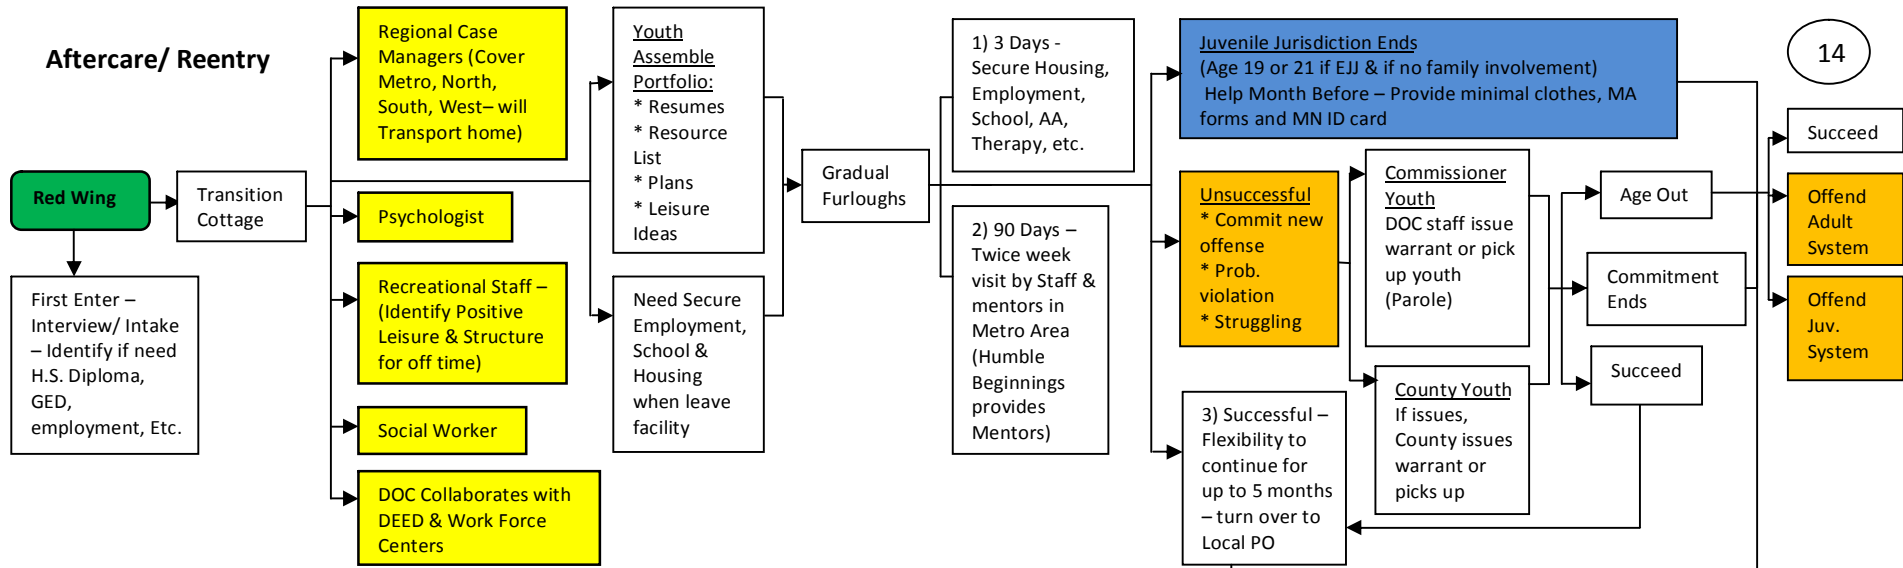 Aftercare/ Reentry
14
Red Wing
First Enter –
Interview/ Intake
– Identify if need
H.S. Diploma,
GED,
employment, Etc.
Transition
Cottage
Regional Case
Managers (Cover
Metro, North,
South, West– will
Transport home)
Psychologist
Recreational Staff –
(Identify Positive
Leisure & Structure
for off time)
Social Worker
DOC Collaborates with
DEED & Work Force
Centers
Youth
Assemble
Portfolio:
* Resumes
* Resource
List
* Plans
* Leisure
Ideas
Need Secure
Employment,
School &
Housing
when leave
facility
Gradual
Furloughs
1) 3 Days -
Secure Housing,
Employment,
School, AA,
Therapy, etc.
2) 90 Days –
Twice week
visit by Staff &
mentors in
Metro Area
(Humble
Beginnings
provides
Mentors)
Juvenile Jurisdiction Ends
(Age 19 or 21 if EJJ & if no family involvement)
Help Month Before – Provide minimal clothes, MA
forms and MN ID card
Unsuccessful
* Commit new
offense
* Prob.
violation
* Struggling
3) Successful –
Flexibility to
continue for
up to 5 months
– turn over to
Local PO
Commissioner
Youth
DOC staff issue
warrant or pick
up youth
(Parole)
County Youth
If issues,
County issues
warrant or
picks up
Age Out
Commitment
Ends
Succeed
Succeed
Offend
Adult
System
Offend
Juv.
System